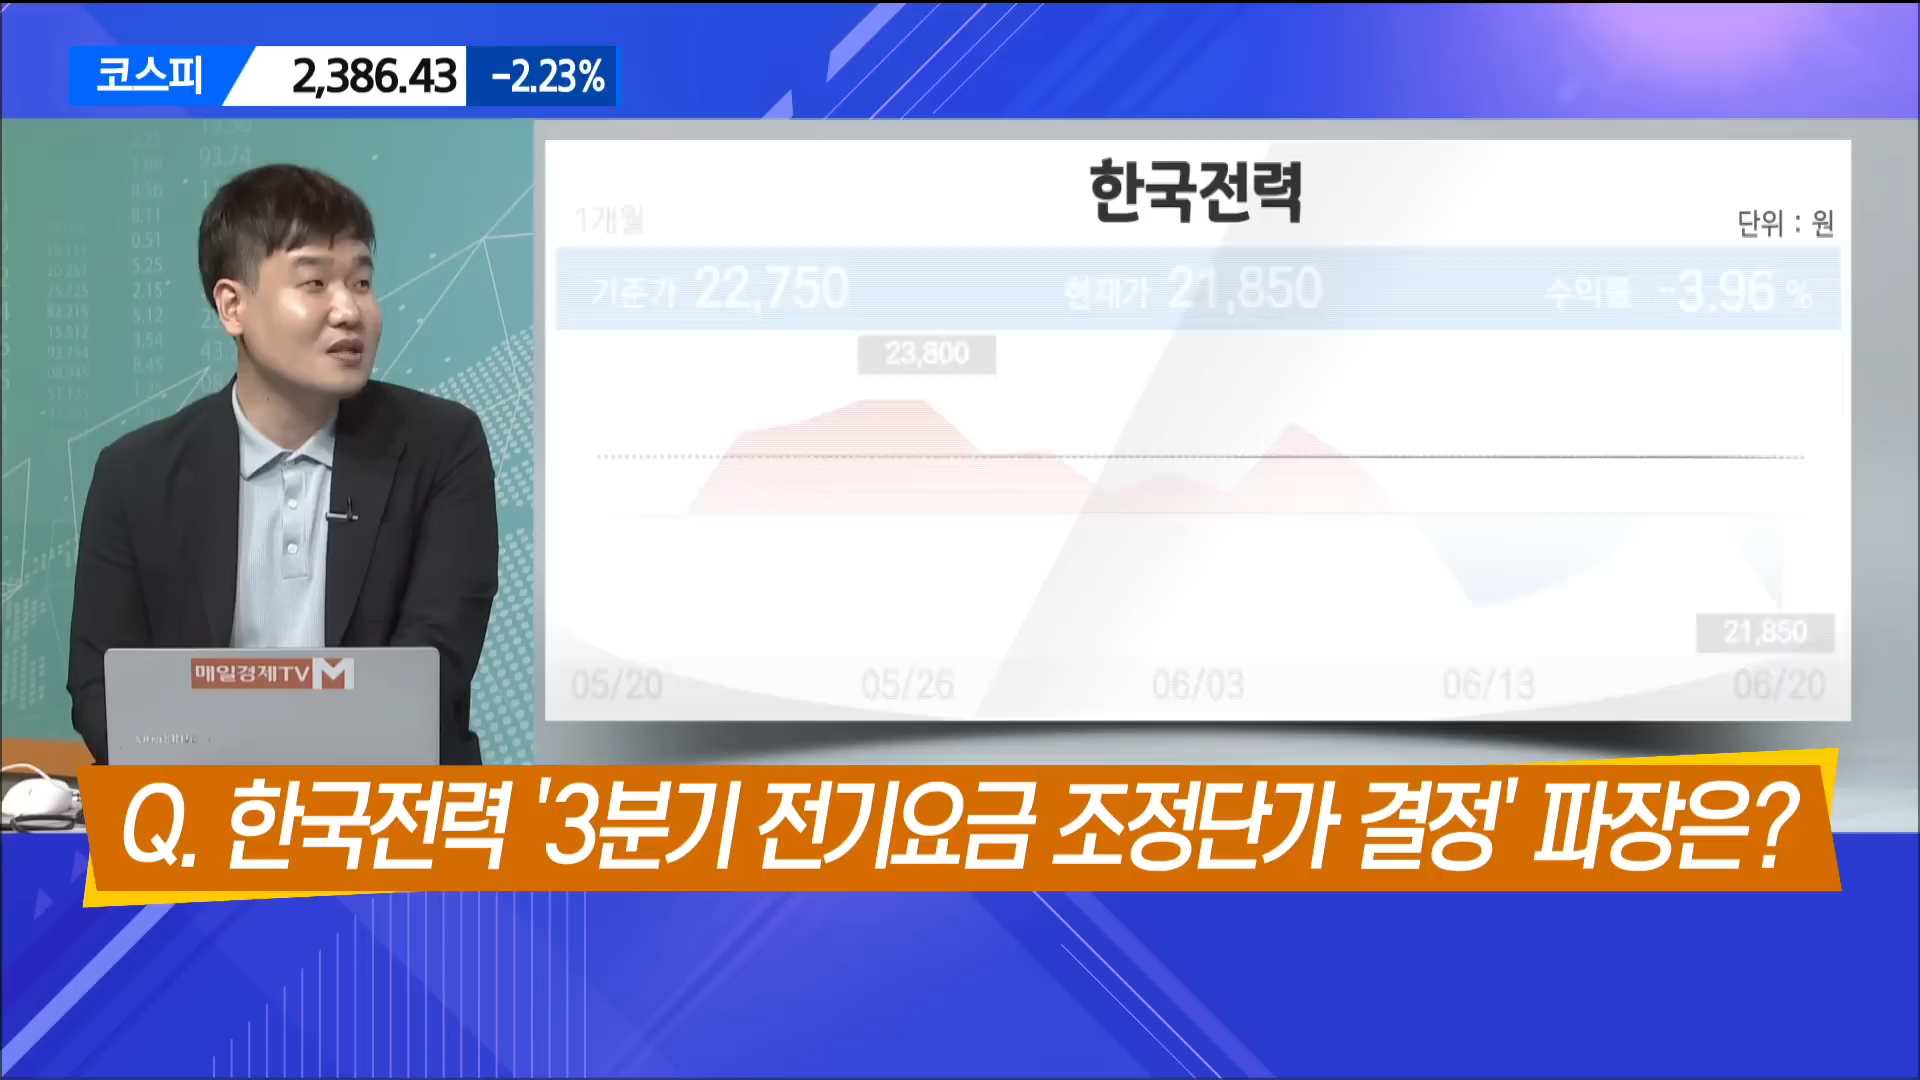 코스피 2,386.43 -2.23%
한국전력
1개월
단위 : 원
기준가 22,750 현재가 21,850 수익률 -3.96 %
23,800
21,850
05/20 05/26 06/03 06/13 06/20
매일경제TV M
Q. 한국전력 '3분기 전기요금 조정단가 결정' 파장은?